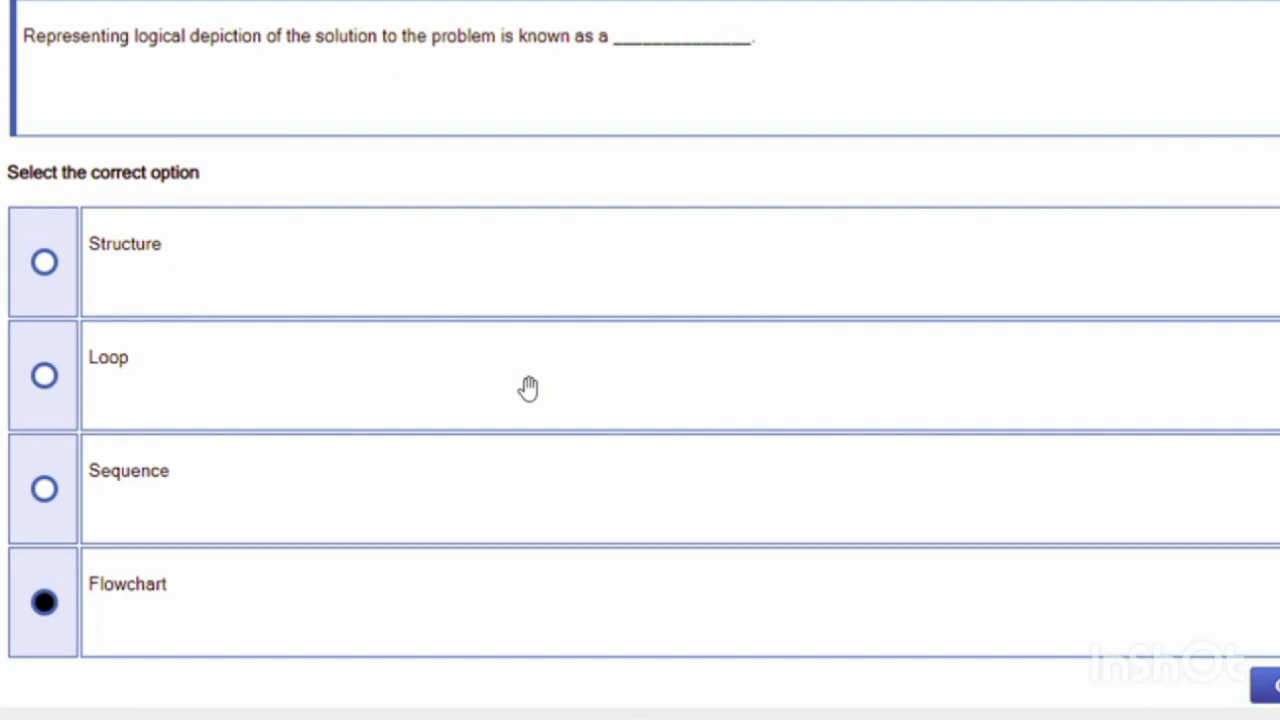 Representing logical depiction of the solution to the problem is known as a ______________.
Select the correct option
Structure
Loop
Sequence
Flowchart
InShOt